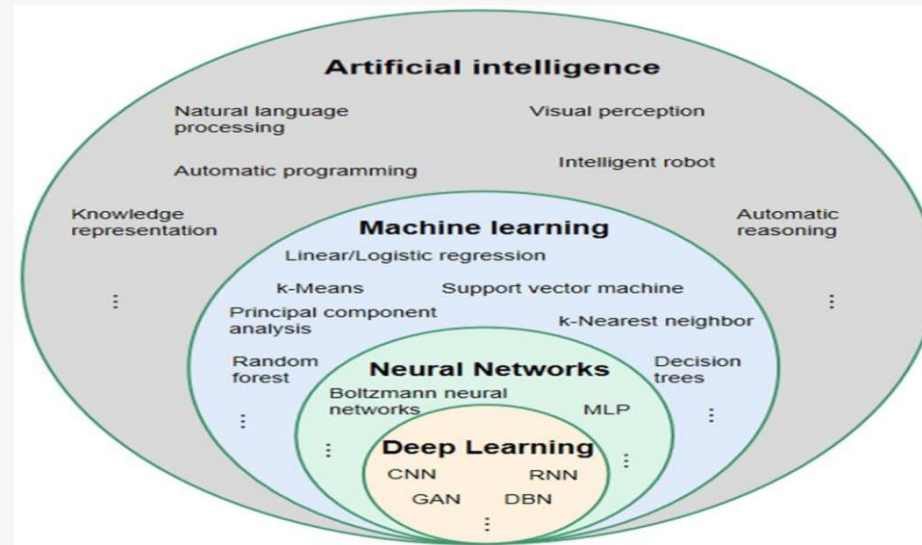 Artificial intelligence
Natural language
processing
Visual perception
Automatic programming
Intelligent robot
Knowledge
representation
Automatic
reasoning
⋮
⋮
Machine learning
Linear/Logistic regression
k-Means
Support vector machine
Principal component
analysis
k-Nearest neighbor
Random
forest
Decision
trees
⋮
⋮
Neural Networks
Boltzmann neural
networks
MLP
⋮
⋮
Deep Learning
CNN
RNN
GAN
DBN
⋮